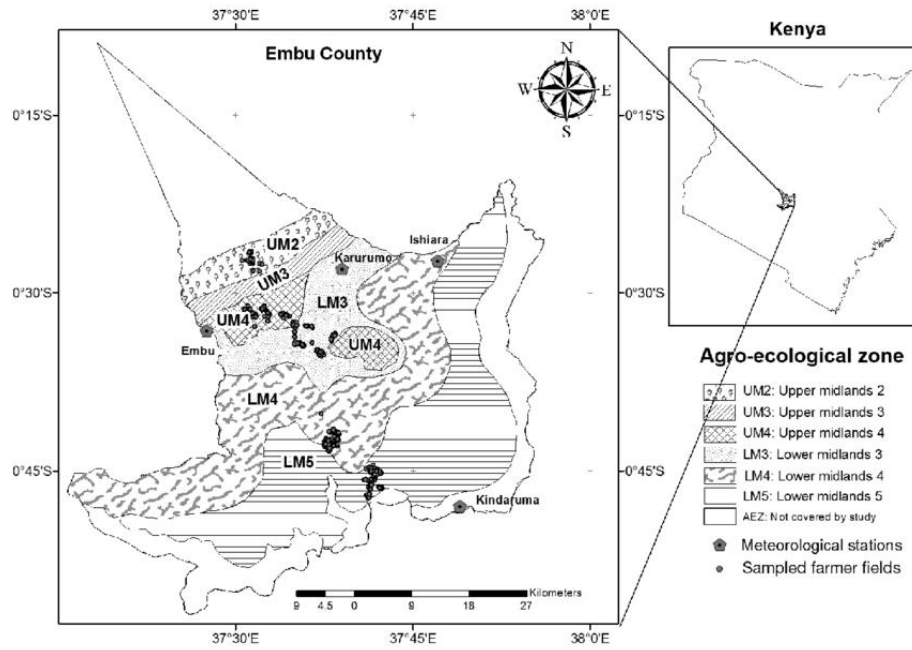 37°30'E 37°45'E 38°0'E
Embu County
N
W E
S
Kenya
0°15'S 0°15'S
UM2
Ishiara
Karurumo
UM3
0°30'S 0°30'S
LM3
UM4
UM4
Embu
LM4
Agro-ecological zone
UM2: Upper midlands 2
UM3: Upper midlands 3
UM4: Upper midlands 4
LM3: Lower midlands 3
LM4: Lower midlands 4
LM5: Lower midlands 5
AEZ: Not covered by study
Meteorological stations
Sampled farmer fields
0°45'S 0°45'S
LM5
Kindaruma
Kilometers
9 4.5 0 9 18 27
37°30'E 37°45'E 38°0'E